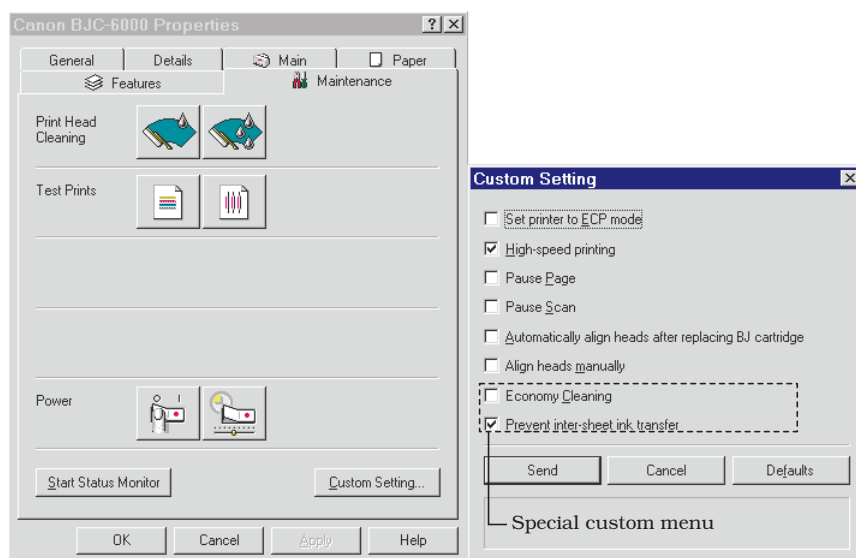 Canon BJC-6000 Properties
General Details Main Paper
Features Maintenance
Print Head
Cleaning
Test Prints
Power
Start Status Monitor Custom Setting...
OK Cancel Apply Help
Custom Setting
Set printer to ECP mode
High-speed printing
Pause Page
Pause Scan
Automatically align heads after replacing BJ cartridge
Align heads manually
Economy Cleaning
Prevent inter-sheet ink transfer
Send Cancel Defaults
Special custom menu